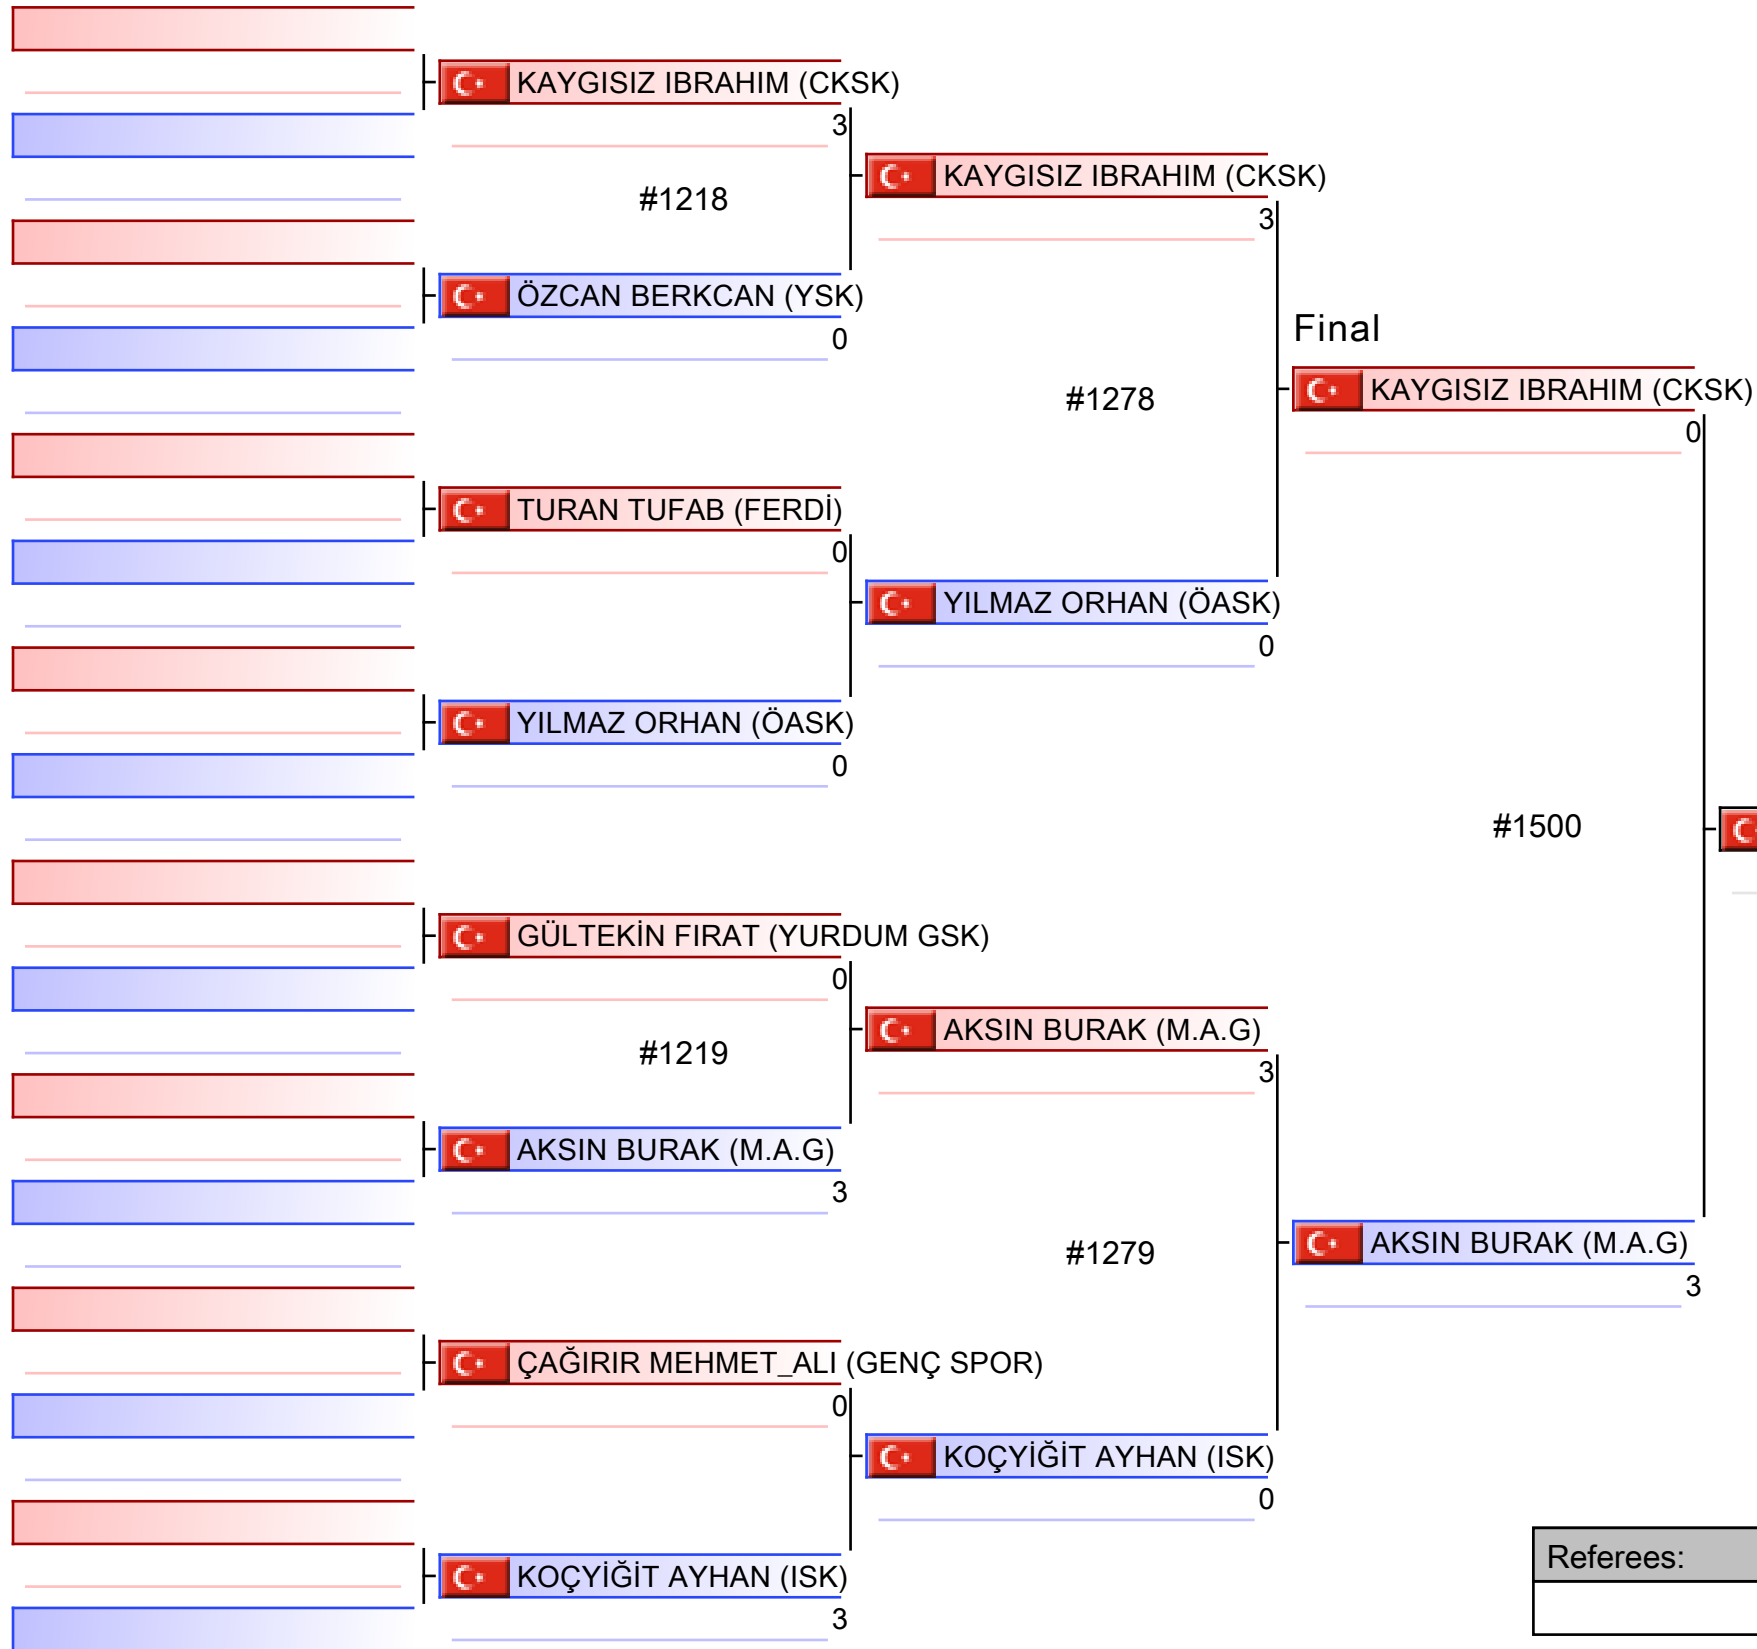 KAYGISIZ IBRAHIM (CKSK)
3
#1218
ÖZCAN BERKCAN (YSK)
0
TURAN TUFAB (FERDİ)
0
YILMAZ ORHAN (ÖASK)
0
GÜLTEKİN FIRAT (YURDUM GSK)
0
#1219
AKSIN BURAK (M.A.G)
3
ÇAĞIRIR MEHMET_ALI (GENÇ SPOR)
0
KOÇYİĞİT AYHAN (ISK)
3
KAYGISIZ IBRAHIM (CKSK)
3
#1278
YILMAZ ORHAN (ÖASK)
0
AKSIN BURAK (M.A.G)
3
#1279
KOÇYİĞİT AYHAN (ISK)
0
Final
KAYGISIZ IBRAHIM (CKSK)
0
#1500
AKSIN BURAK (M.A.G)
3
Referees: